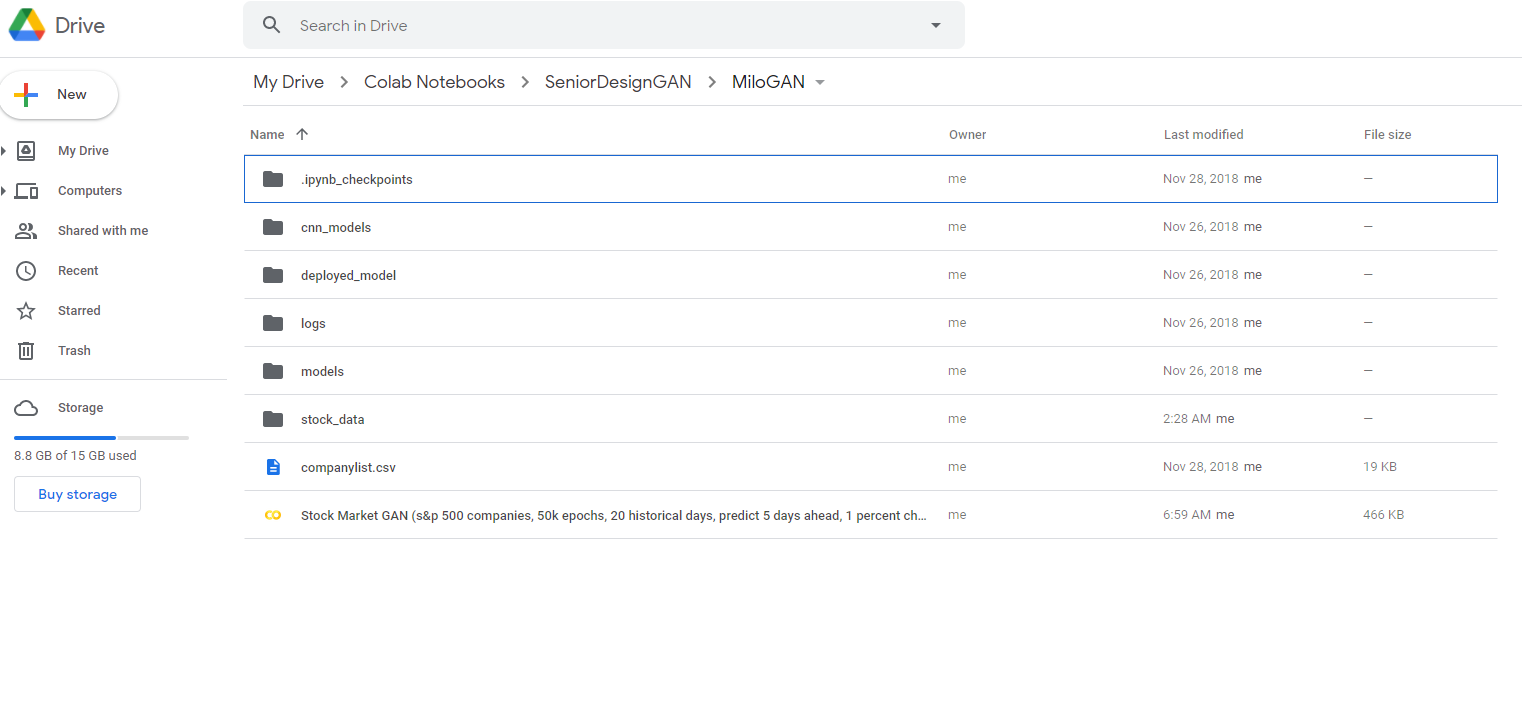 Drive
Search in Drive
My Drive > Colab Notebooks > SeniorDesignGAN > MiloGAN
New
My Drive
Computers
Shared with me
Recent
Starred
Trash
Storage
8.8 GB of 15 GB used
Buy storage
Name Owner Last modified File size
.ipynb_checkpoints me Nov 28, 2018 me —
cnn_models me Nov 26, 2018 me —
deployed_model me Nov 26, 2018 me —
logs me Nov 26, 2018 me —
models me Nov 26, 2018 me —
stock_data me 2:28 AM me —
companylist.csv me Nov 28, 2018 me 19 KB
Stock Market GAN (s&p 500 companies, 50k epochs, 20 historical days, predict 5 days ahead, 1 percent ch... me 6:59 AM me 466 KB